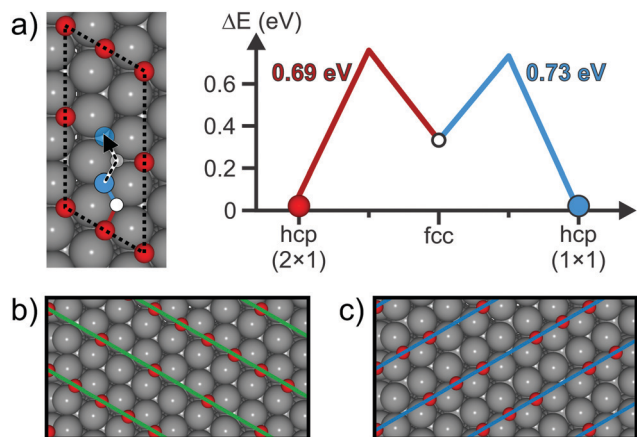 a)
ΔE (eV)
0.69 eV
0.73 eV
0.6
0.4
0.2
0
hcp
(2×1)
fcc
hcp
(1×1)
b)
c)